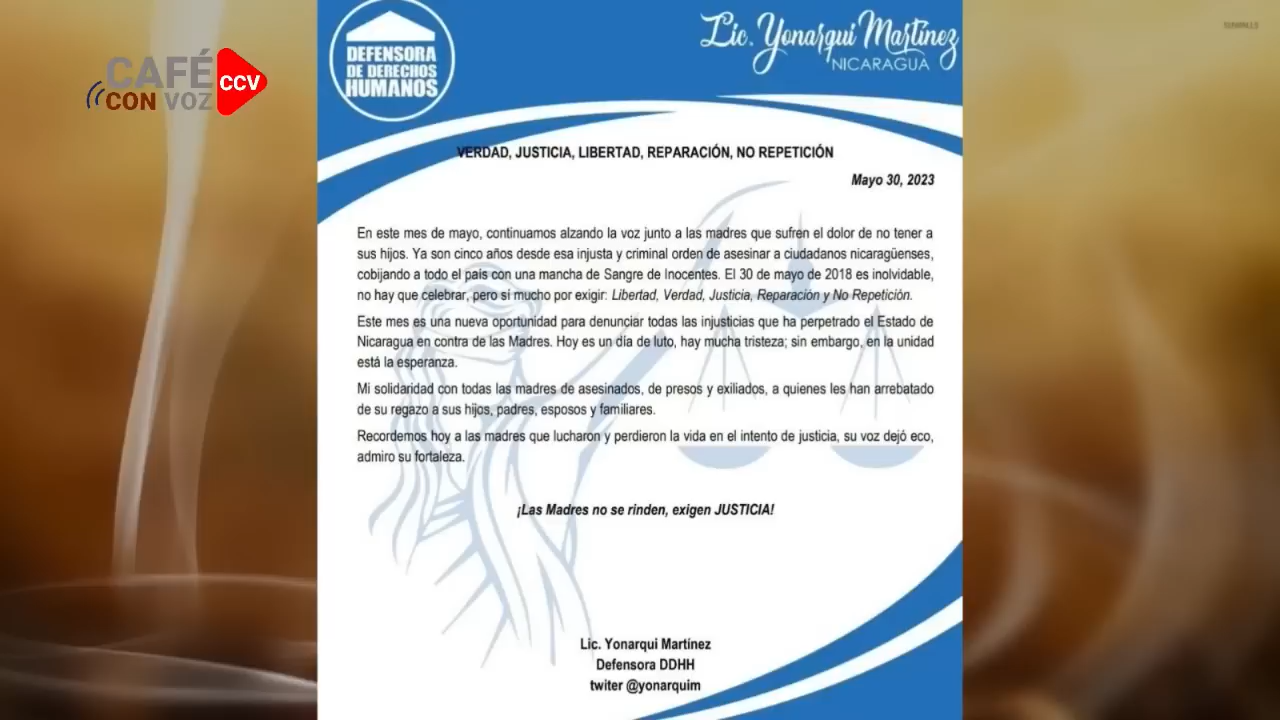 CAFÉ
CON VOZ
CCV
DEFENSORA
DE DERECHOS
HUMANOS
Lic. Yonarqui Martínez
NICARAGUA
VERDAD, JUSTICIA, LIBERTAD, REPARACIÓN, NO REPETICIÓN
Mayo 30, 2023
En este mes de mayo, continuamos alzando la voz junto a las madres que sufren el dolor de no tener a
sus hijos. Ya son cinco años desde esa injusta y criminal orden de asesinar a ciudadanos nicaragüenses,
cobijando a todo el país con una mancha de Sangre de Inocentes. El 30 de mayo de 2018 es inolvidable,
no hay que celebrar, pero si mucho por exigir: Libertad, Verdad, Justicia, Reparación y No Repetición.
Este mes es una nueva oportunidad para denunciar todas las injusticias que ha perpetrado el Estado de
Nicaragua en contra de las Madres. Hoy es un día de luto, hay mucha tristeza; sin embargo, en la unidad
está la esperanza.
Mi solidaridad con todas las madres de asesinados, de presos y exiliados, a quienes les han arrebatado
de su regazo a sus hijos, padres, esposos y familiares.
Recordemos hoy a las madres que lucharon y perdieron la vida en el intento de justicia, su voz dejó eco,
admiro su fortaleza.
¡Las Madres no se rinden, exigen JUSTICIA!
Lic. Yonarqui Martínez
Defensora DDHH
twiter @yonarquim